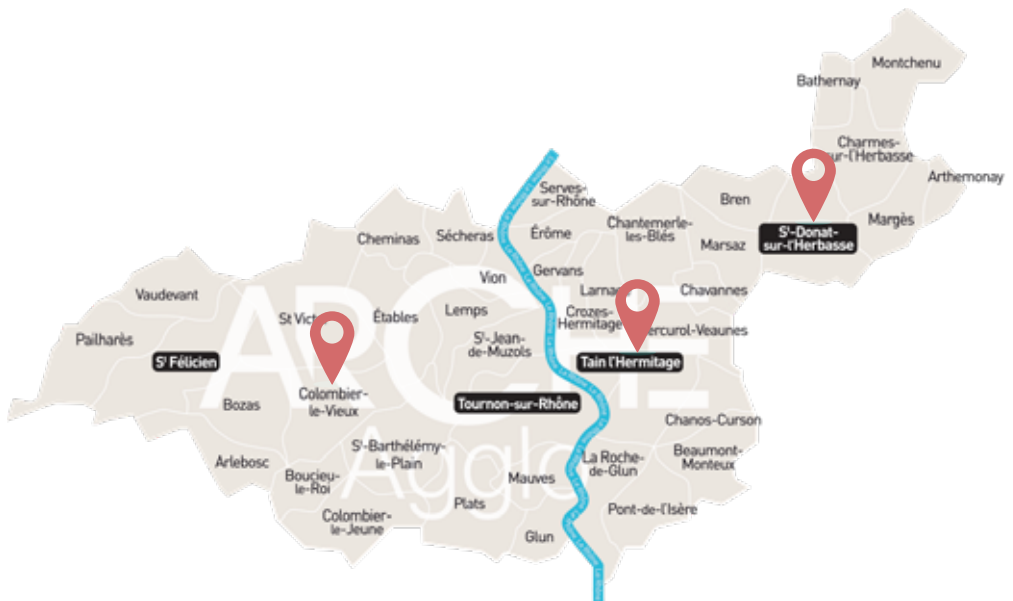 Montchenu
Bathernay
Charmes-
sur-l'Herbasse
Arthemonay
Serves-
sur-Rhône
Bren
Margès
Chantemerle-
les-Blés
Sᵗ-Donat-
sur-l'Herbasse
Érôme
Cheminas
Sécheras
Marsaz
Gervans
Vion
Larnage
Chavannes
Vaudevant
Lemps
Crozes-
Hermitage
Étables
St Vict
Mercurol-Veaunes
Pailharès
Sᵗ-Jean-
de-Muzols
Sᵗ Félicien
Tain l'Hermitage
ARCHE
Agglo
Colombier-
le-Vieux
Bozas
Tournon-sur-Rhône
Chanos-Curson
Sᵗ-Barthélémy-
le-Plain
Beaumont-
Monteux
Arlebosc
La Roche-
de-Glun
Boucieu-
le-Roi
Mauves
Plats
Pont-de-l'Isère
Colombier-
le-Jeune
Glun